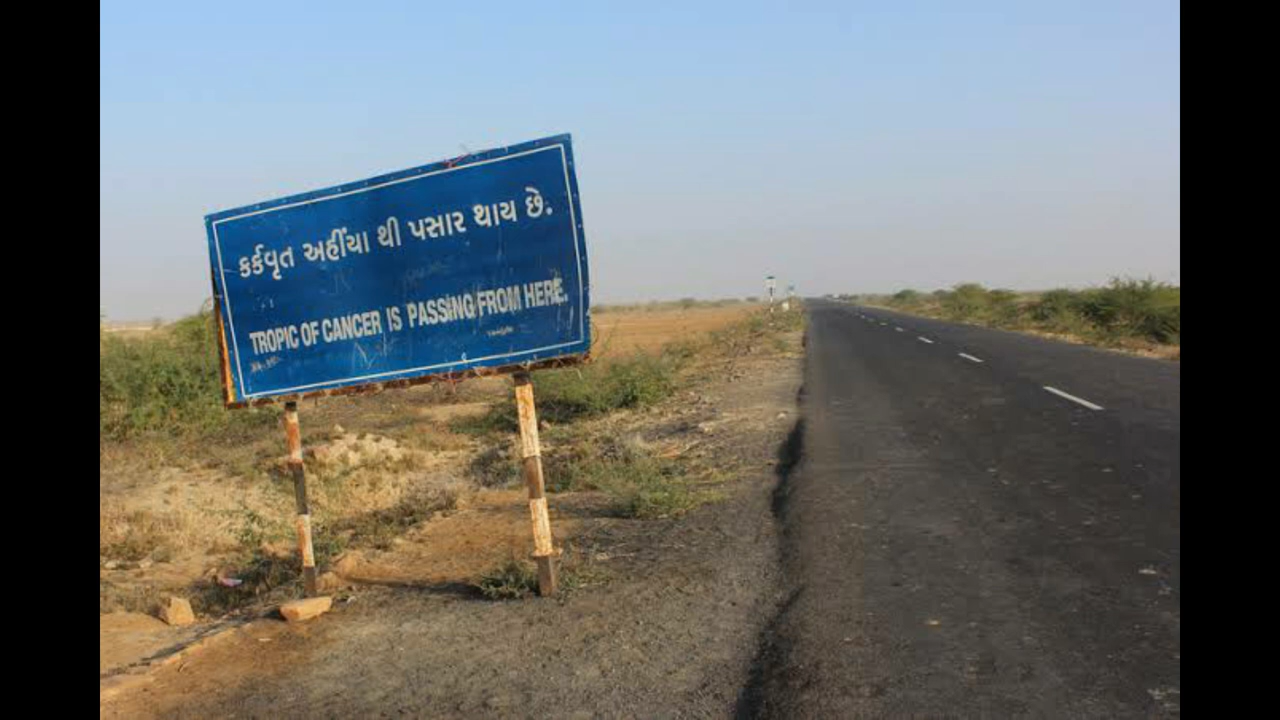 કર્કવૃત અહીંયા થી પસાર થાય છે.
TROPIC OF CANCER IS PASSING FROM HERE.